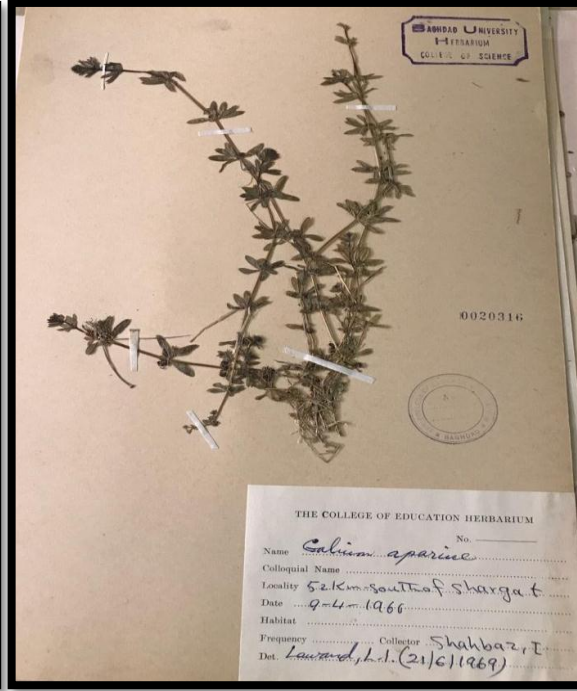 BAGHDAD UNIVERSITY
HERBARIUM
COLLEGE OF SCIENCE
0020316
THE COLLEGE OF EDUCATION HERBARIUM
No.
Name Galium aparine
Colloquial Name
Locality 52 Km. South of Shargat
Date 9-4-1966
Habitat
Frequency Collector Shahbaz, I.
Det. Lawand, L.I. (21/6/1969)